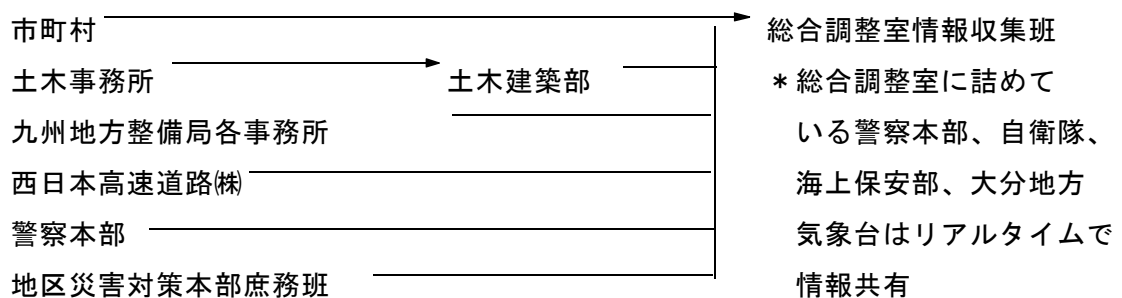 市町村
土木事務所
土木建築部
九州地方整備局各事務所
西日本高速道路㈱
警察本部
地区災害対策本部庶務班
総合調整室情報収集班
*総合調整室に詰めて
いる警察本部、自衛隊、
海上保安部、大分地方
気象台はリアルタイムで
情報共有